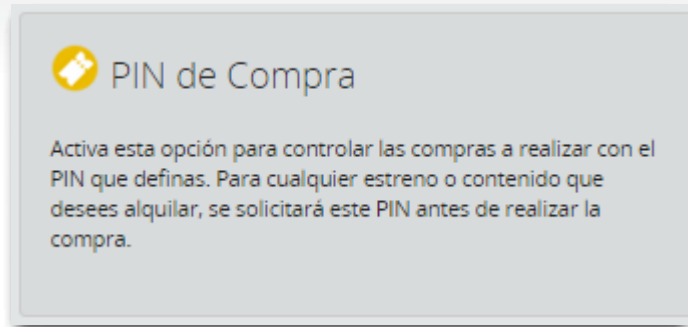 PIN de Compra
Activa esta opción para controlar las compras a realizar con el
PIN que definas. Para cualquier estreno o contenido que
desees alquilar, se solicitará este PIN antes de realizar la
compra.